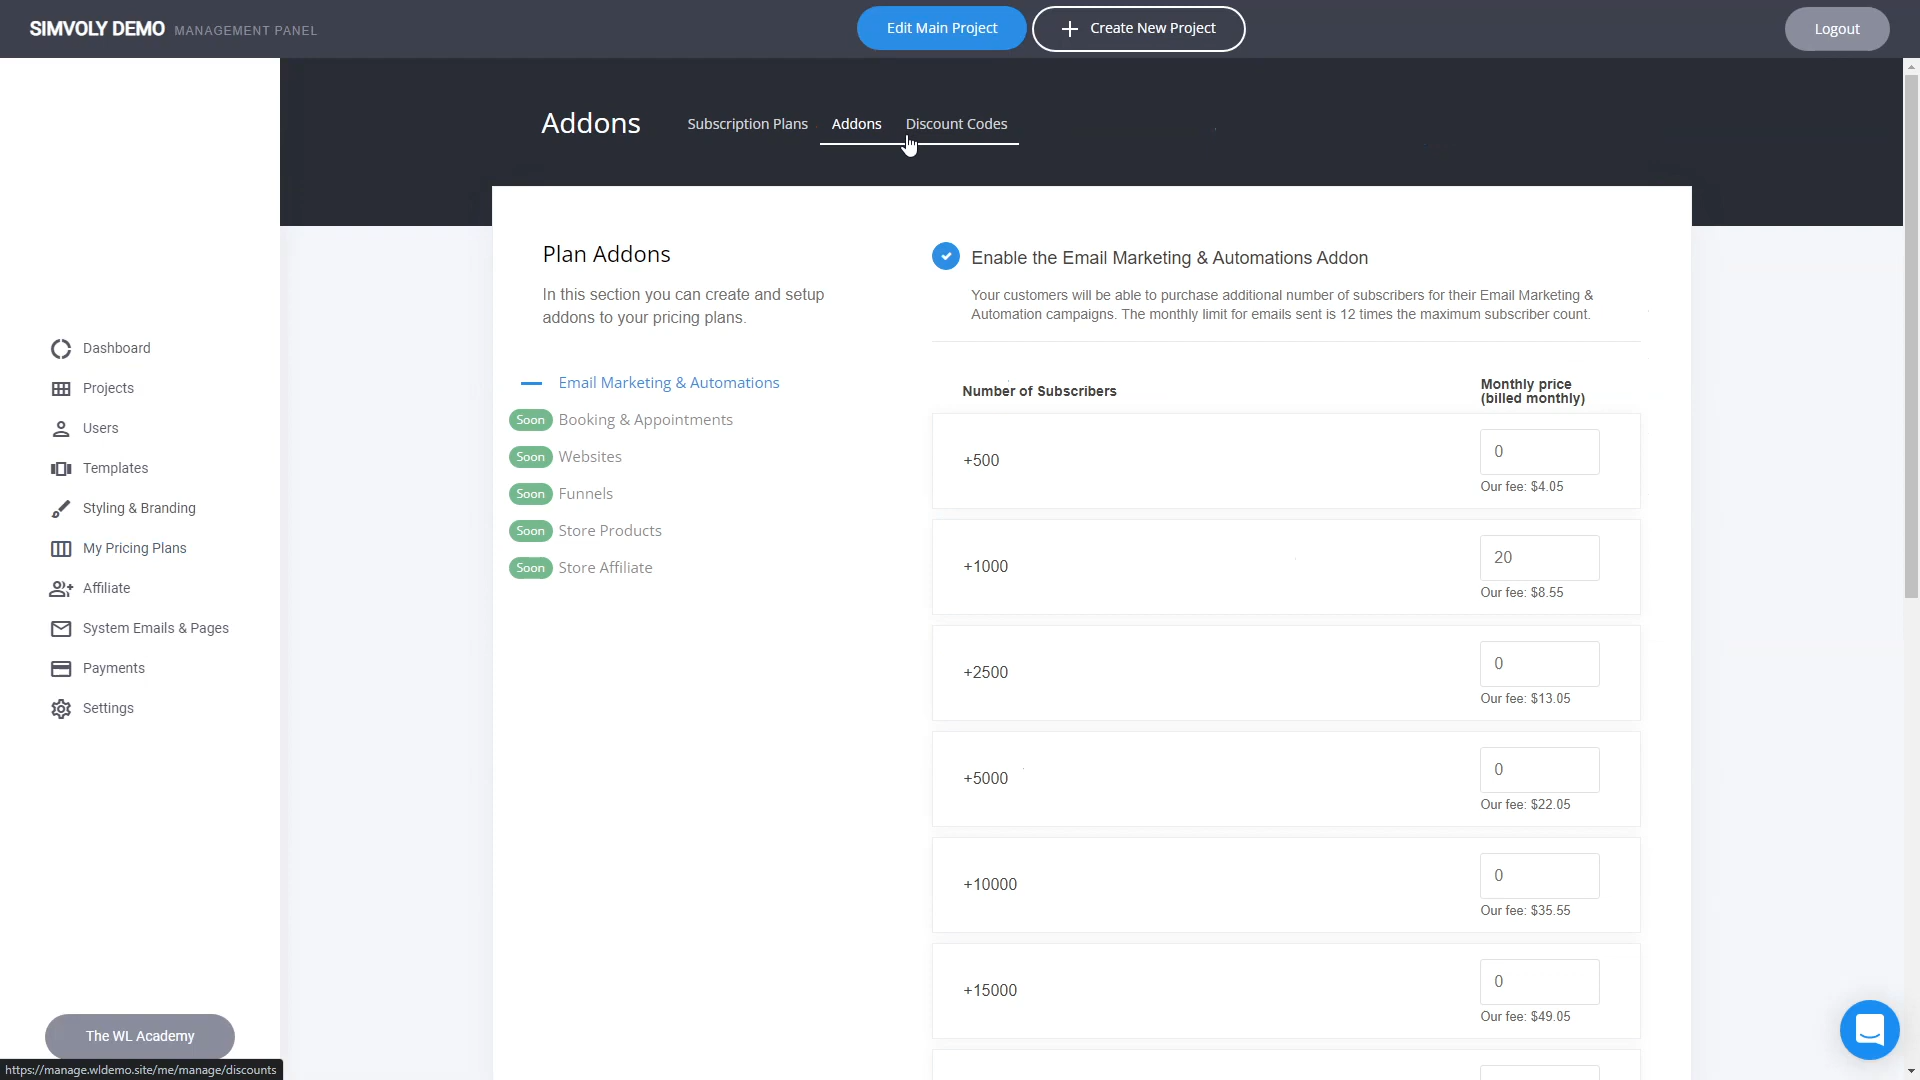 SIMVOLY DEMO MANAGEMENT PANEL
Edit Main Project
Create New Project
Logout
Addons
Subscription Plans
Addons
Discount Codes
Dashboard
Projects
Users
Templates
Styling & Branding
My Pricing Plans
Affiliate
System Emails & Pages
Payments
Settings
The WL Academy
https://manage.wldemo.site/me/manage/discounts
Plan Addons
In this section you can create and setup
addons to your pricing plans.
Email Marketing & Automations
Soon Booking & Appointments
Soon Websites
Soon Funnels
Soon Store Products
Soon Store Affiliate
Enable the Email Marketing & Automations Addon
Your customers will be able to purchase additional number of subscribers for their Email Marketing &
Automation campaigns. The monthly limit for emails sent is 12 times the maximum subscriber count.
Number of Subscribers
Monthly price
(billed monthly)
+500
0
Our fee: $4.05
+1000
20
Our fee: $8.55
+2500
0
Our fee: $13.05
+5000
0
Our fee: $22.05
+10000
0
Our fee: $35.55
+15000
0
Our fee: $49.05